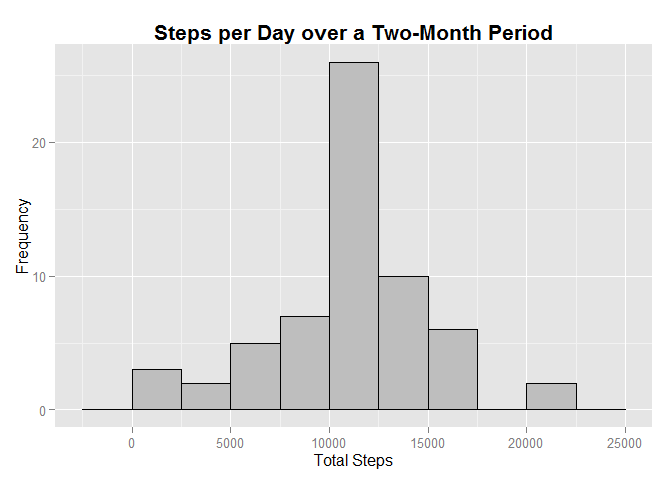 Steps per Day over a Two-Month Period
Frequency
20
10
0
0 5000 10000 15000 20000 25000
Total Steps